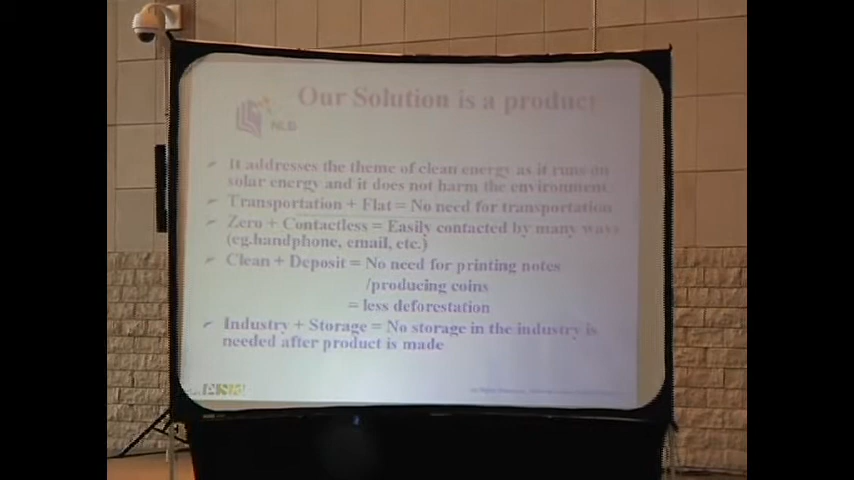 Our Solution is a product
NLB
It addresses the theme of clean energy as it runs on
solar energy and it does not harm the environment.
Transportation + Flat = No need for transportation
Zero + Contactless = Easily contacted by many ways
(eg.handphone, email, etc.)
Clean + Deposit = No need for printing notes
/producing coins
= less deforestation
Industry + Storage = No storage in the industry is
needed after product is made